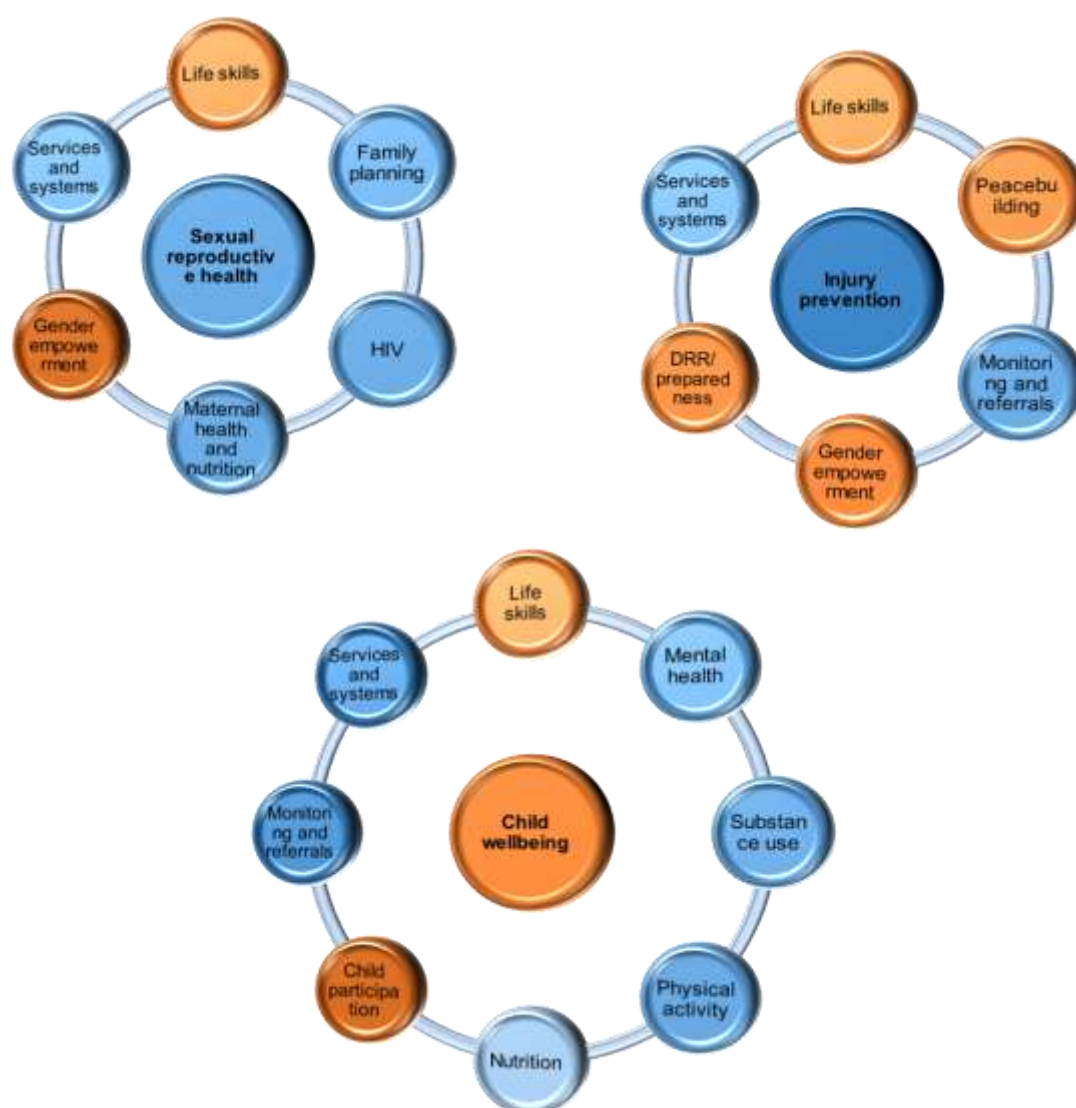 Life skills
Family
planning
HIV
Maternal
health
and
nutrition
Gender
empowe
rment
Services
and
systems
Sexual
reproductiv
e health
Life skills
Peacebu
ilding
Monitori
ng and
referrals
Gender
empowe
rment
DRR/
prepared
ness
Services
and
systems
Injury
prevention
Life
skills
Mental
health
Substan
ce use
Physical
activity
Nutrition
Child
participa
tion
Monitori
ng and
referrals
Services
and
systems
Child
wellbeing